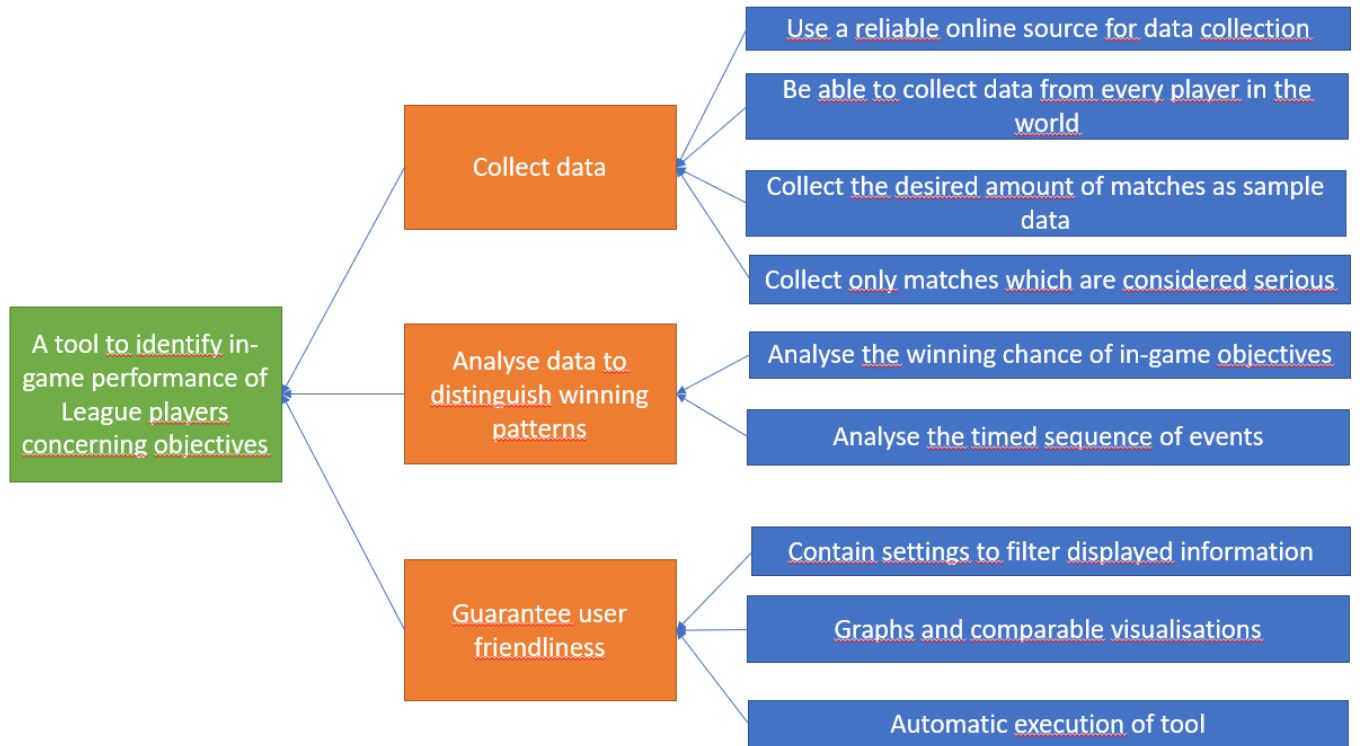 Use a reliable online source for data collection
Be able to collect data from every player in the
world
Collect data
Collect the desired amount of matches as sample
data
Collect only matches which are considered serious
A tool to identify in-
game performance of
League players
concerning objectives
Analyse data to
distinguish winning
patterns
Analyse the winning chance of in-game objectives
Analyse the timed sequence of events
Guarantee user
friendliness
Contain settings to filter displayed information
Graphs and comparable visualisations
Automatic execution of tool